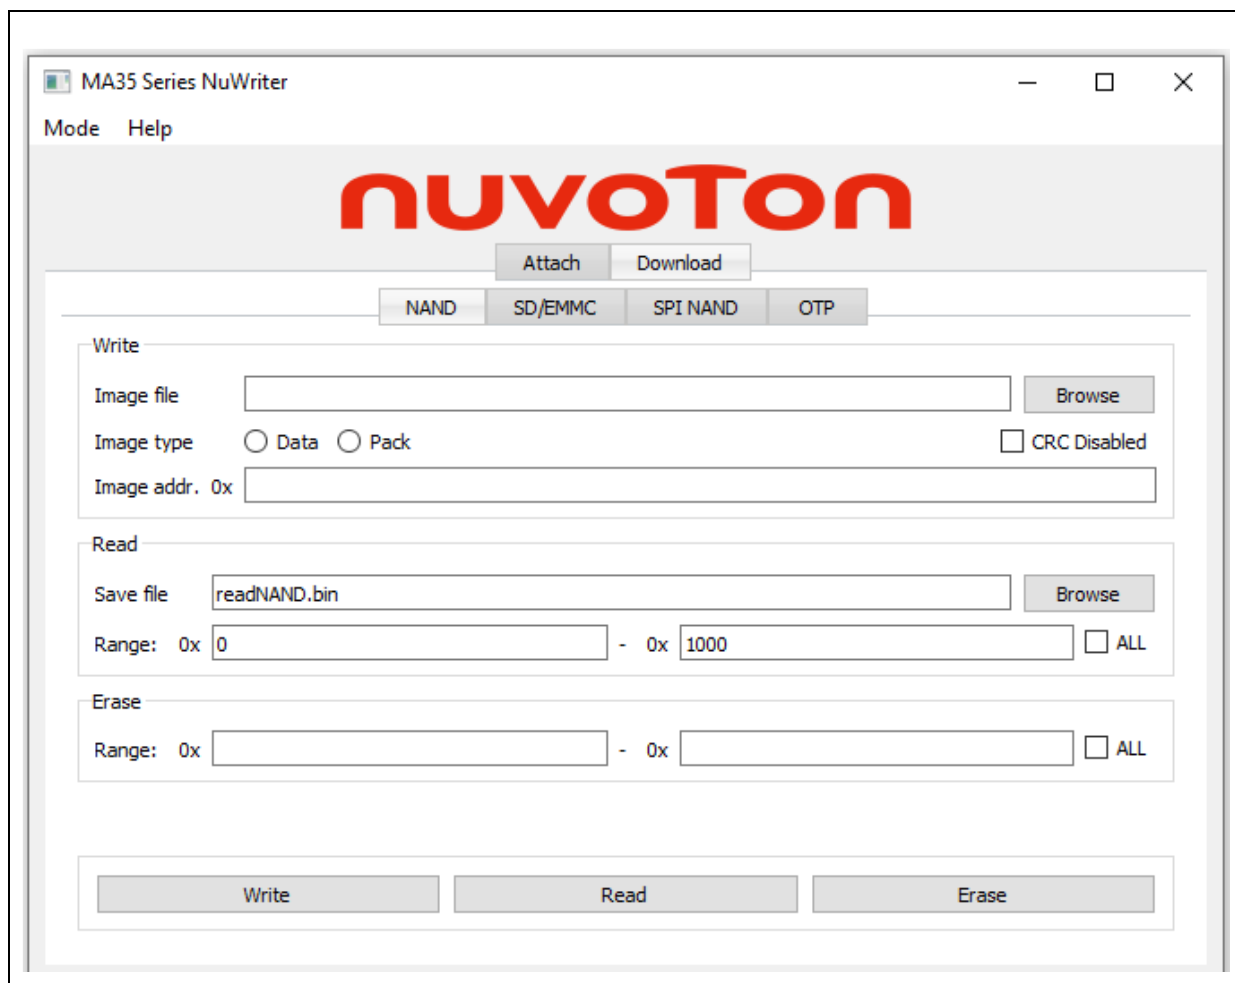 MA35 Series NuWriter
Mode Help
nuvoTon
Attach Download
NAND SD/EMMC SPI NAND OTP
Write
Image file Browse
Image type Data Pack CRC Disabled
Image addr. 0x
Read
Save file readNAND.bin Browse
Range: 0x 0 - 0x 1000 ALL
Erase
Range: 0x - 0x ALL
Write Read Erase